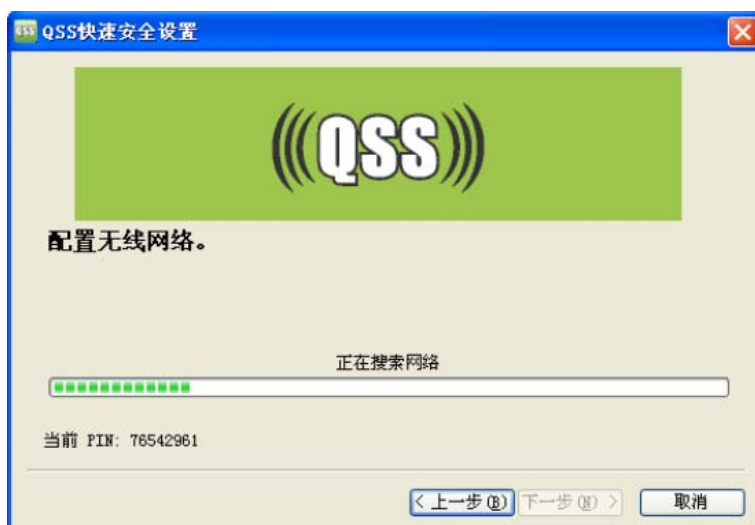 QSS QSS快速安全设置
(((QSS)))
配置无线网络。
正在搜索网络
当前 PIN: 76542961
< 上一步(B) 下一步(N) > 取消